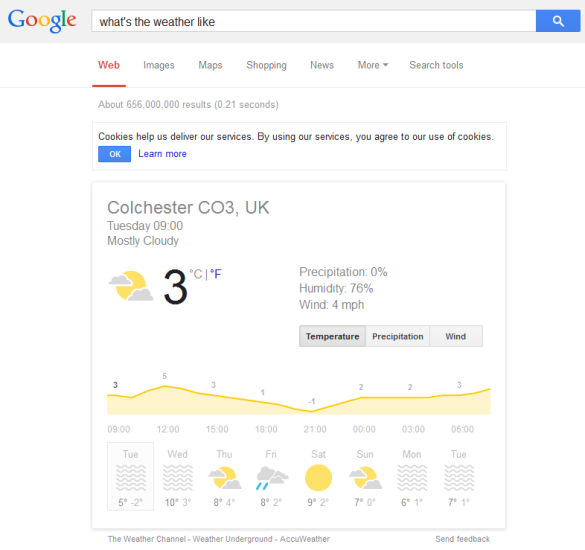 Google what's the weather like
Web Images Maps Shopping News More Search tools
About 656,000,000 results (0.21 seconds)
Cookies help us deliver our services. By using our services, you agree to our use of cookies.
OK Learn more
Colchester CO3, UK
Tuesday 09:00
Mostly Cloudy
3 °C | °F
Precipitation: 0%
Humidity: 76%
Wind: 4 mph
Temperature Precipitation Wind
3 5 3 1 -1 2 2 3
09:00 12:00 15:00 18:00 21:00 00:00 03:00 06:00
Tue Wed Thu Fri Sat Sun Mon Tue
5° -2° 10° 3° 8° 4° 8° 2° 9° 2° 7° 0° 6° 1° 7° 1°
The Weather Channel - Weather Underground - AccuWeather Send feedback